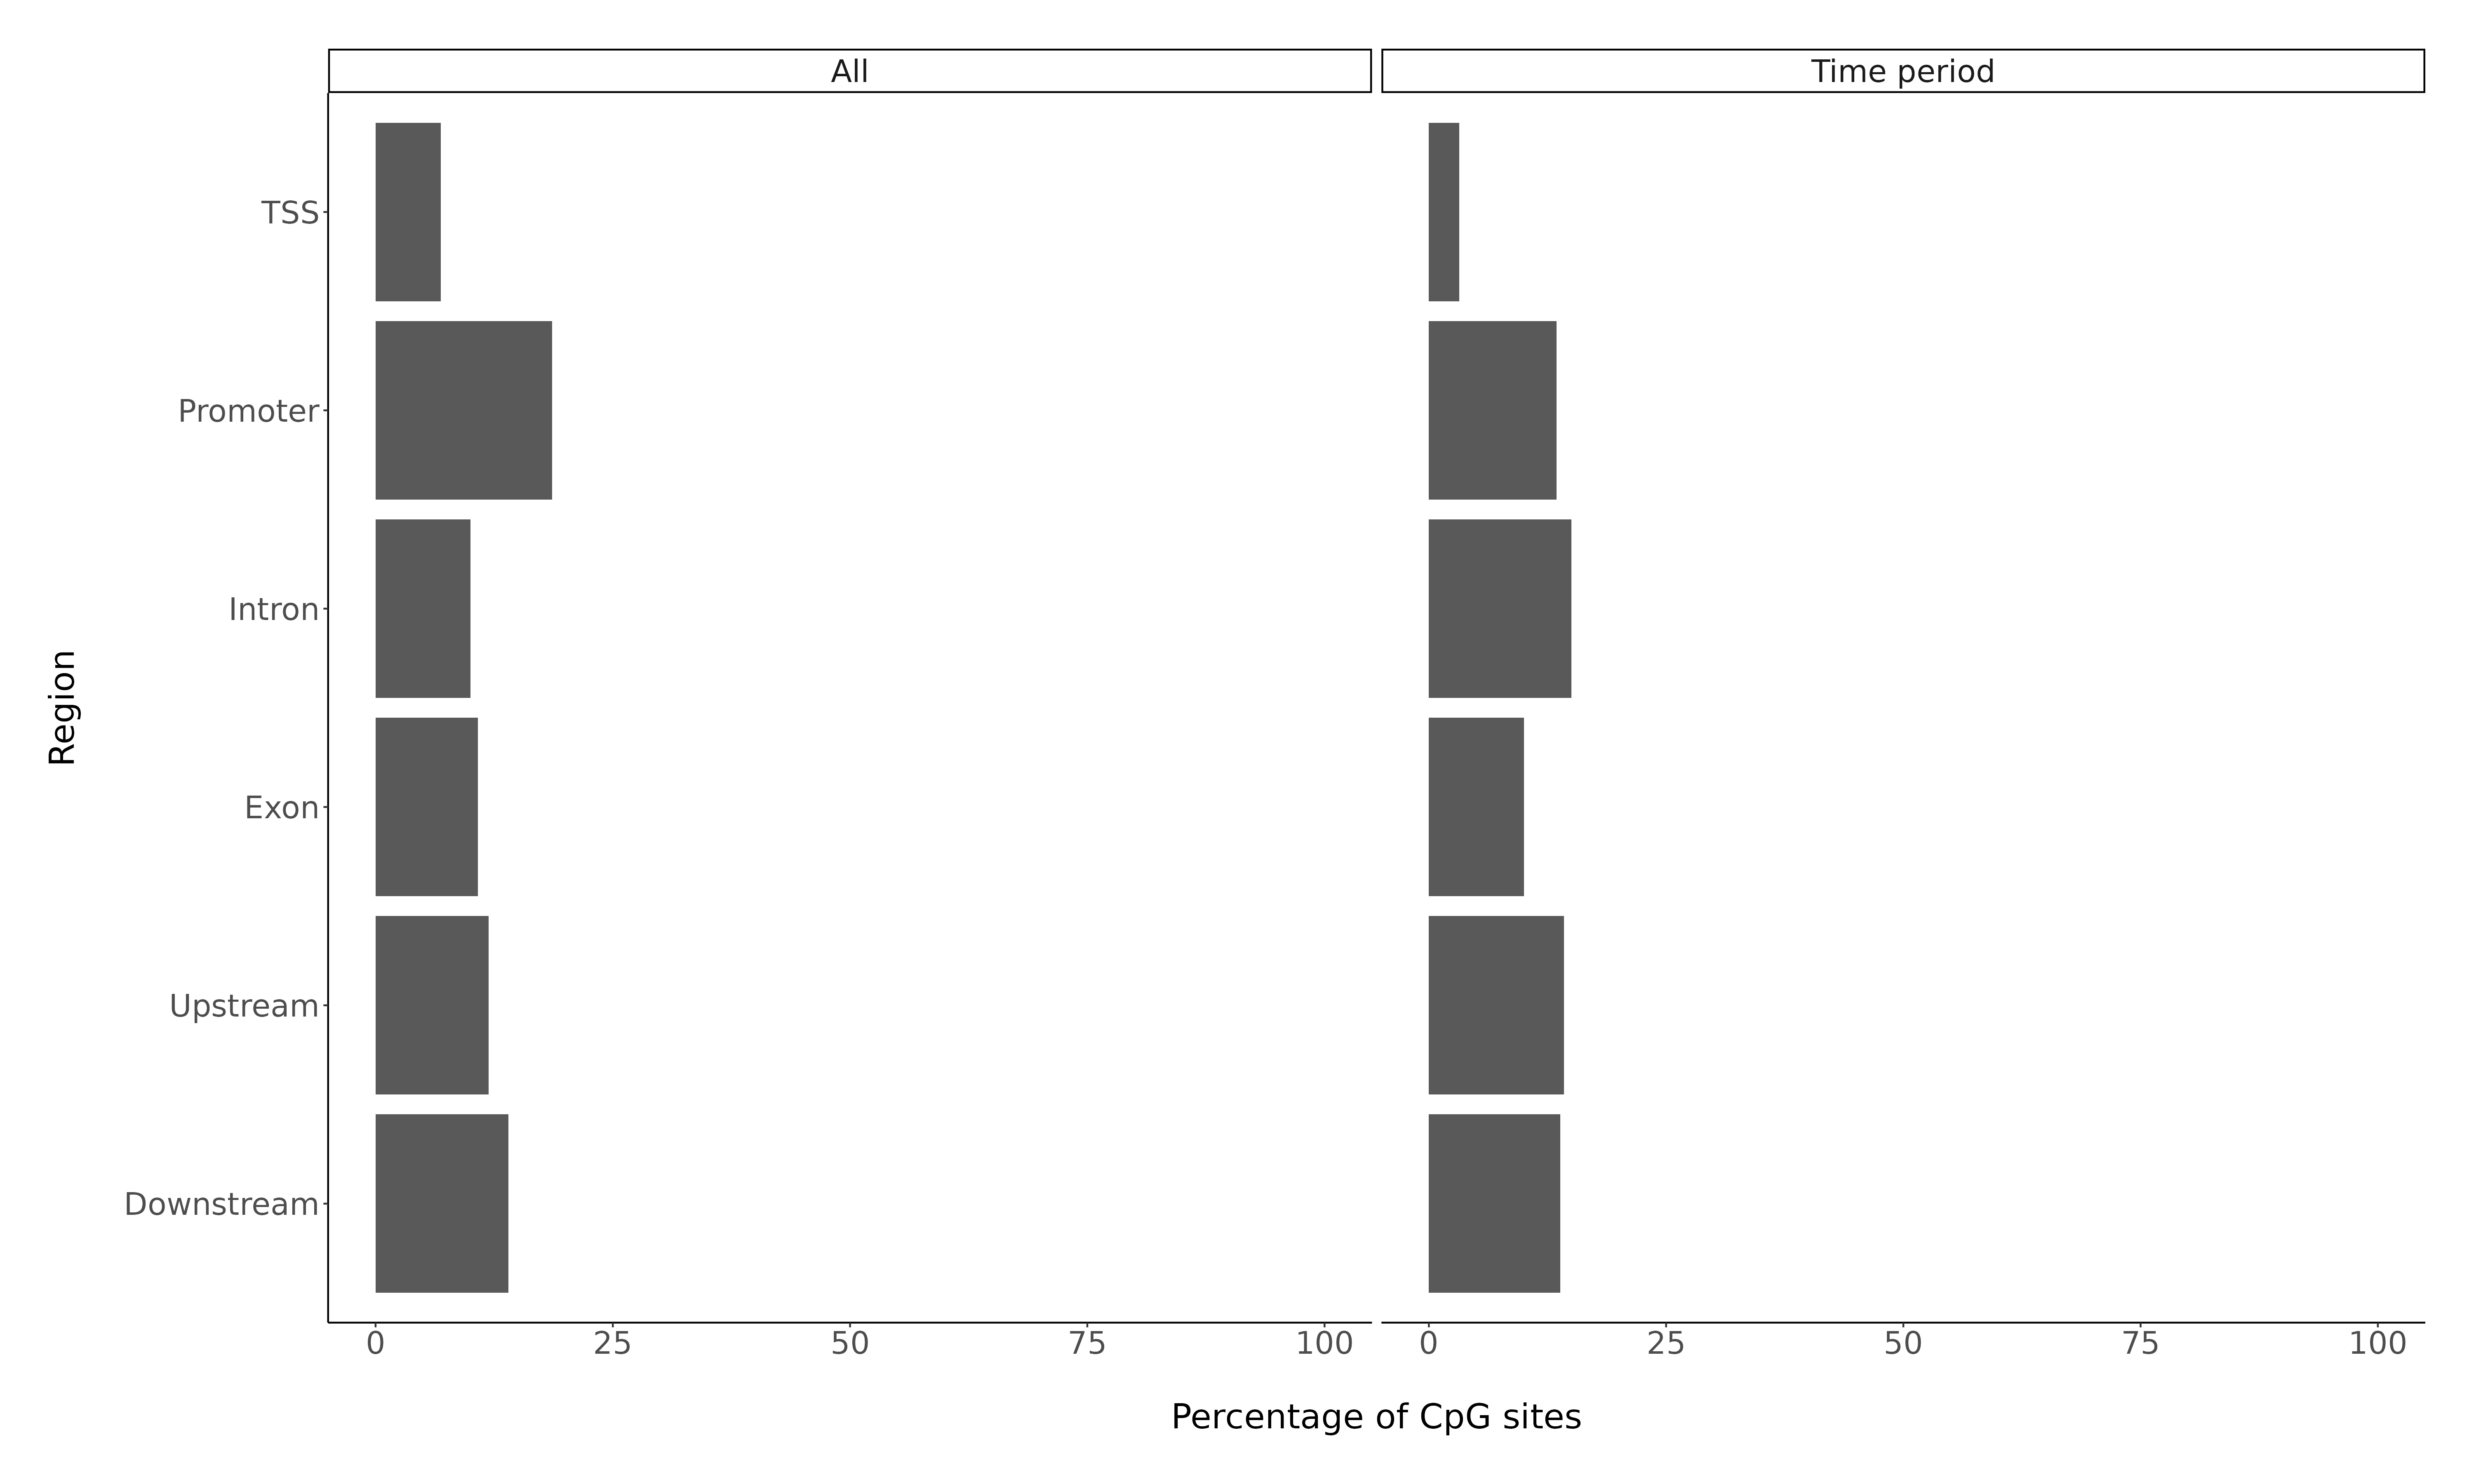 All
Time period
TSS
Promoter
Intron
Exon
Upstream
Downstream
Region
0 25 50 75 100
0 25 50 75 100
Percentage of CpG sites